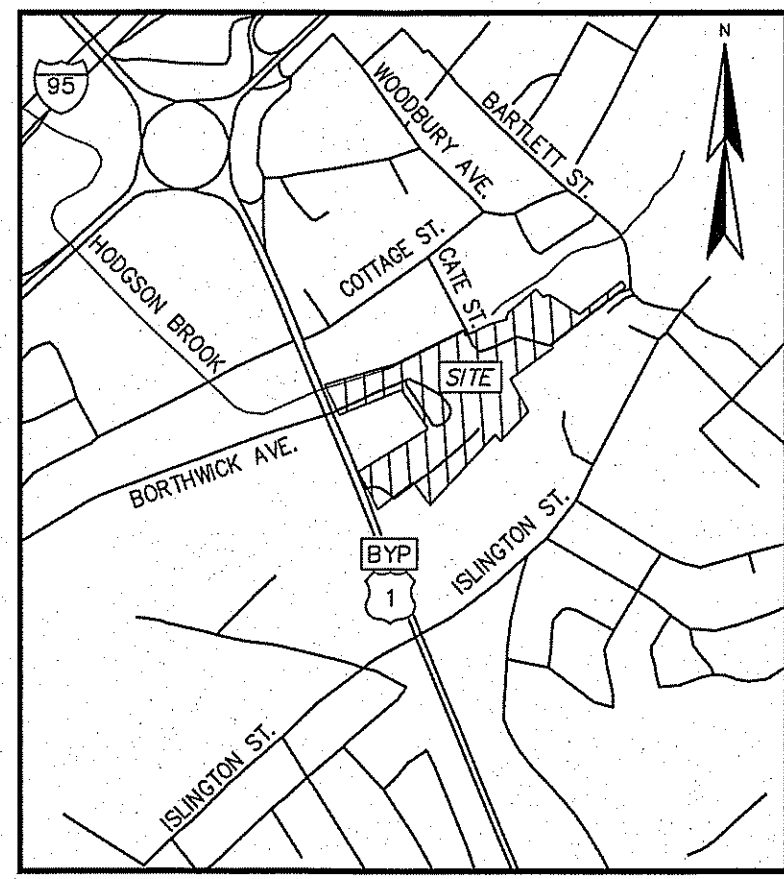 N
95
WOODBURY AVE.
BARTLETT ST.
HODGSON BROOK
COTTAGE ST.
CATE ST.
SITE
BORTHWICK AVE.
ISLINGTON ST.
BYP
1
ISLINGTON ST.